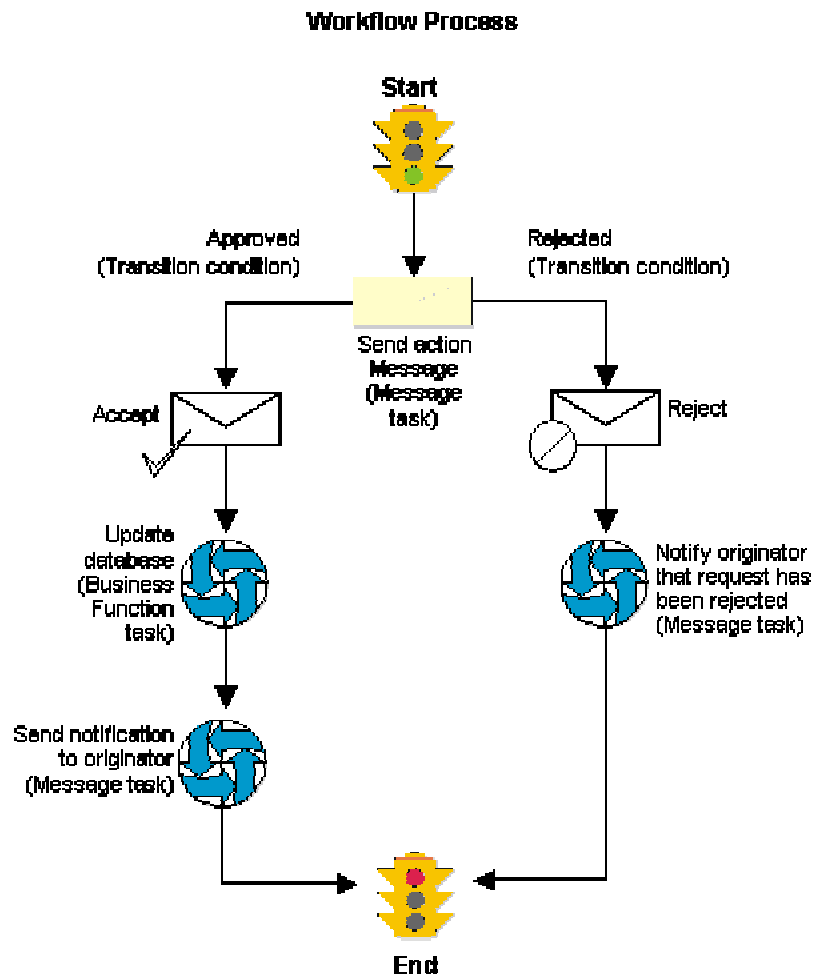 Workflow Process
Start
Approved
(Transition condition)
Rejected
(Transition condition)
Send action
Message
(Message
task)
Accept
Reject
Update
database
(Business
Function
task)
Notify originator
that request has
been rejected
(Message task)
Send notification
to originator
(Message task)
End